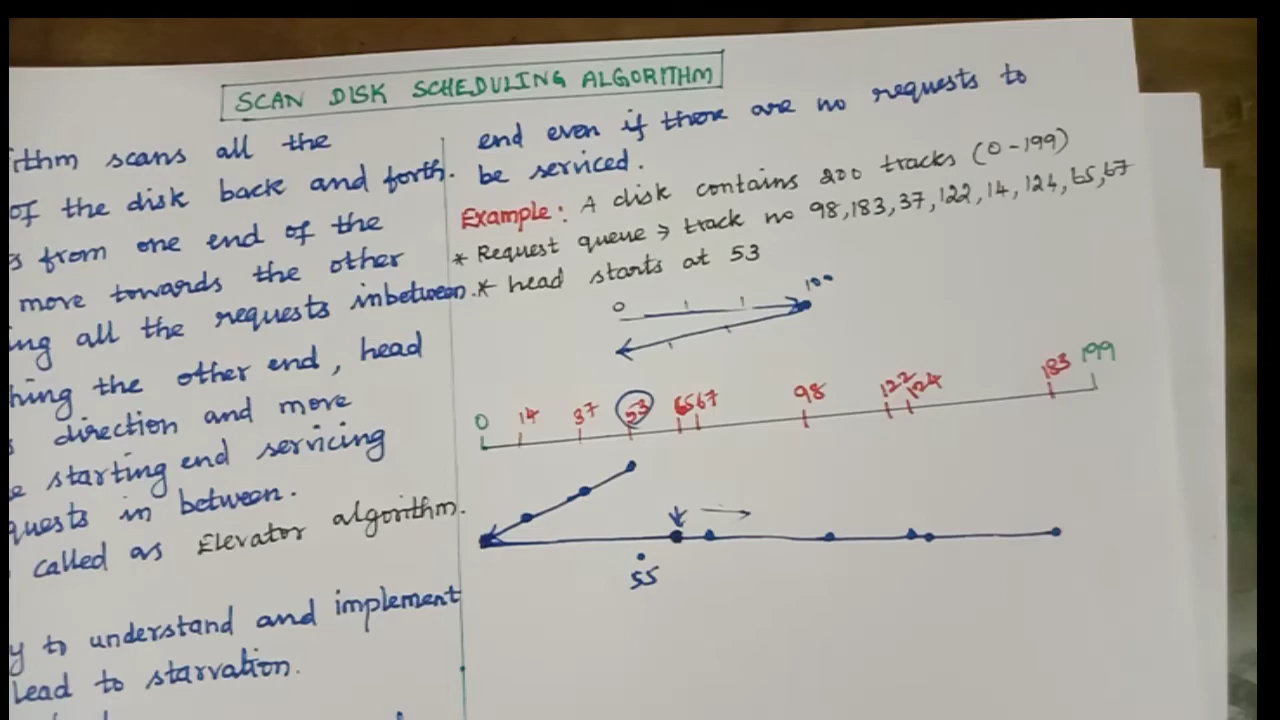 SCAN DISK SCHEDULING ALGORITHM
ithm scans all the
of the disk back and forth.
s from one end of the
move towards the other
ing all the requests inbetween.
hing the other end, head
s direction and move
e starting end servicing
quests in between.
called as Elevator algorithm.
y to understand and implement
lead to starvation.
end even if there are no requests to
be serviced.
Example: A disk contains 200 tracks (0-199)
* Request queue → track no 98,183,37,122,14,124,65,67
* head starts at 53
0 100
0 14 37 53 65 67 98 122 124 183 199
55